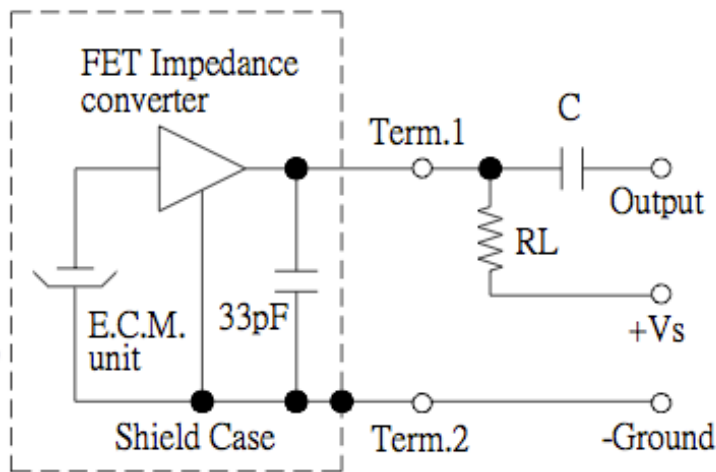 FET Impedance
converter
Term.1
C
Output
RL
+Vs
33pF
E.C.M.
unit
Shield Case
Term.2
-Ground